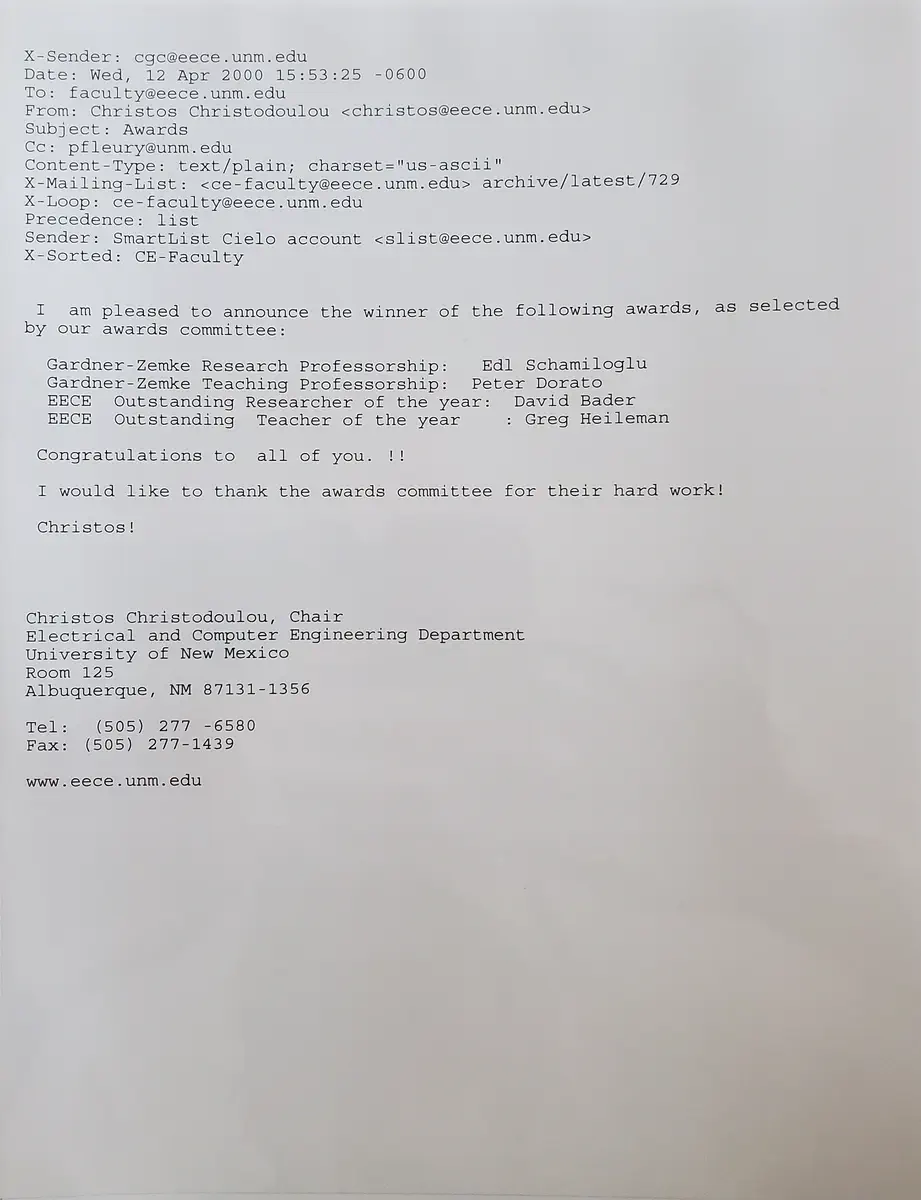 X-Sender: cgc@eece.unm.edu
Date: Wed, 12 Apr 2000 15:53:25 -0600
To: faculty@eece.unm.edu
From: Christos Christodoulou <christos@eece.unm.edu>
Subject: Awards
Cc: pfleury@unm.edu
Content-Type: text/plain; charset="us-ascii"
X-Mailing-List: <ce-faculty@eece.unm.edu> archive/latest/729
X-Loop: ce-faculty@eece.unm.edu
Precedence: list
Sender: SmartList Cielo account <slist@eece.unm.edu>
X-Sorted: CE-Faculty
I  am pleased to announce the winner of the following awards, as selected
by our awards committee:
Gardner-Zemke Research Professorship:   Edl Schamiloglu
Gardner-Zemke Teaching Professorship:  Peter Dorato
EECE  Outstanding Researcher of the year:  David Bader
EECE  Outstanding  Teacher of the year    : Greg Heileman
Congratulations to  all of you. !!
I would like to thank the awards committee for their hard work!
Christos!
Christos Christodoulou, Chair
Electrical and Computer Engineering Department
University of New Mexico
Room 125
Albuquerque, NM 87131-1356
Tel:  (505) 277 -6580
Fax: (505) 277-1439
www.eece.unm.edu